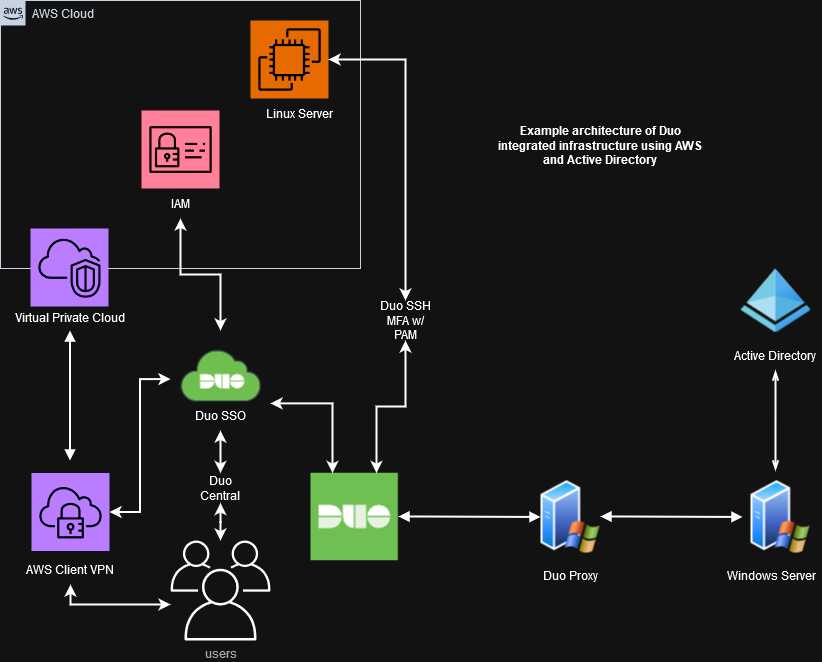 aws
AWS Cloud
Linux Server
Example architecture of Duo
integrated infrastructure using AWS
and Active Directory
IAM
Virtual Private Cloud
Duo SSH
MFA w/
PAM
Active Directory
DUO
Duo SSO
Duo
Central
DUO
AWS Client VPN
Duo Proxy
Windows Server
users